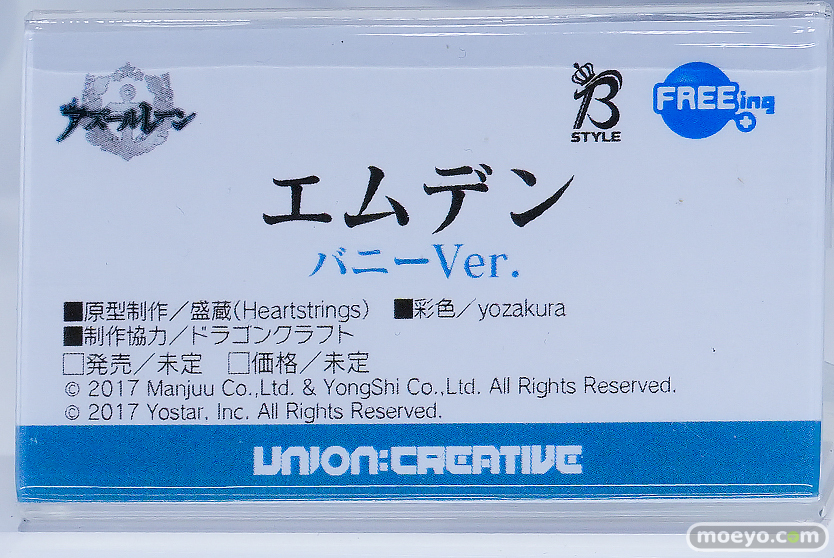 アズールレーン
B
STYLE
FREEing
エムデン
バニーVer.
■原型制作／盛蔵(Heartstrings) ■彩色／yozakura
■制作協力／ドラゴンクラフト
□発売／未定 □価格／未定
© 2017 Manjuu Co.,Ltd. & YongShi Co.,Ltd. All Rights Reserved.
© 2017 Yostar, Inc. All Rights Reserved.
UNION:CREATIVE
moeyo.com